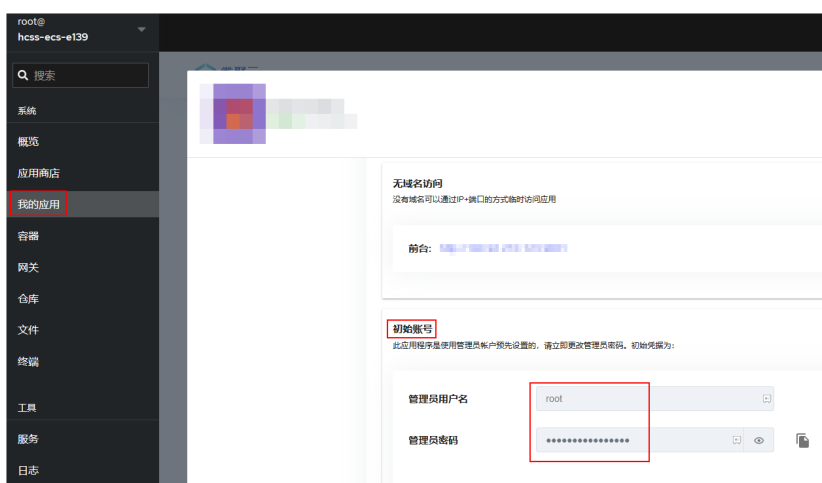 root@
hcss-ecs-e139
搜索
系统
概览
应用商店
我的应用
容器
网关
仓库
文件
终端
工具
服务
日志
无域名访问
没有域名可以通过IP+端口的方式临时访问应用
前台:
初始账号
此应用程序是使用管理员帐户预先设置的，请立即更改管理员密码。初始凭据为:
管理员用户名
root
管理员密码
•••••••••••••••